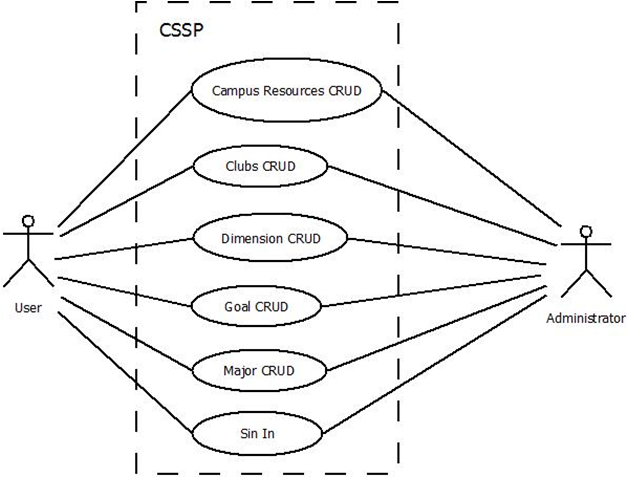 CSSP
Campus Resources CRUD
Clubs CRUD
Dimension CRUD
Goal CRUD
Major CRUD
Sin In
User
Administrator